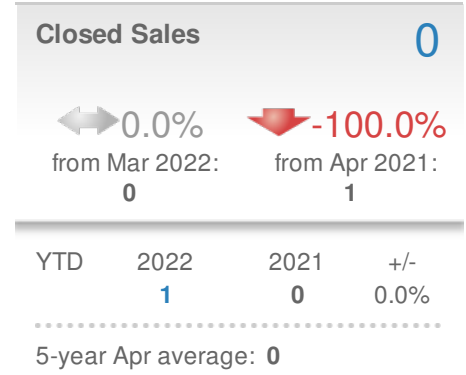 Closed Sales 0
0.0% -100.0%
from Mar 2022: from Apr 2021:
0 1
YTD 2022 2021 +/-
1 0 0.0%
5-year Apr average: 0